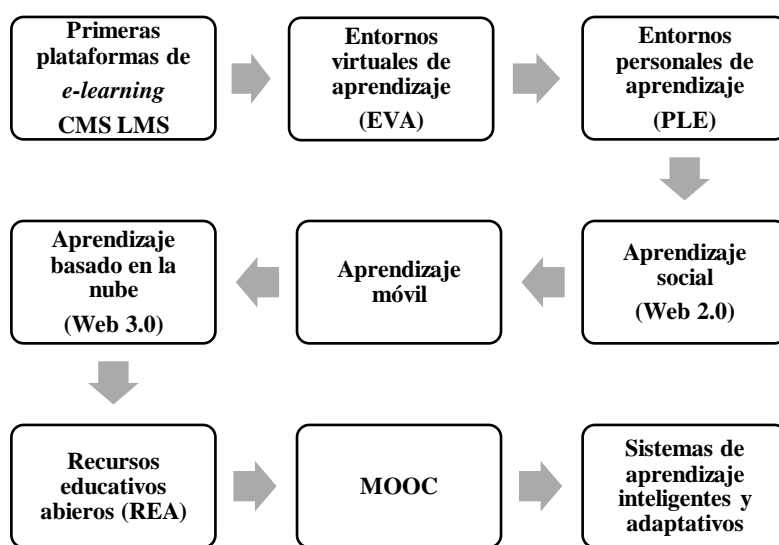 Primeras
plataformas de
e-learning
CMS LMS
Entornos
virtuales de
aprendizaje
(EVA)
Entornos
personales de
aprendizaje
(PLE)
Aprendizaje
social
(Web 2.0)
Aprendizaje
móvil
Aprendizaje
basado en la
nube
(Web 3.0)
Recursos
educativos
abieros (REA)
MOOC
Sistemas de
aprendizaje
inteligentes y
adaptativos